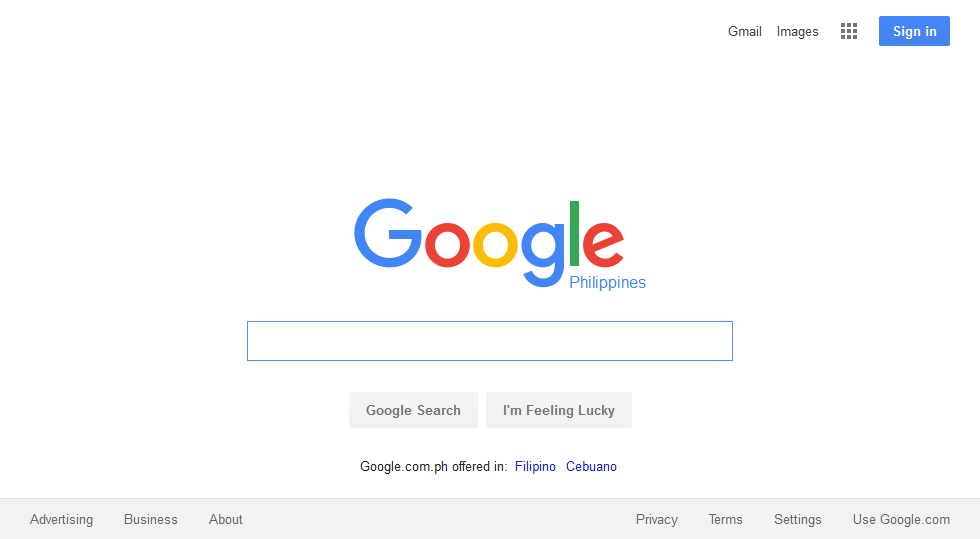 Gmail Images Sign in
Google
Philippines
Google Search I'm Feeling Lucky
Google.com.ph offered in: Filipino Cebuano
Advertising Business About Privacy Terms Settings Use Google.com